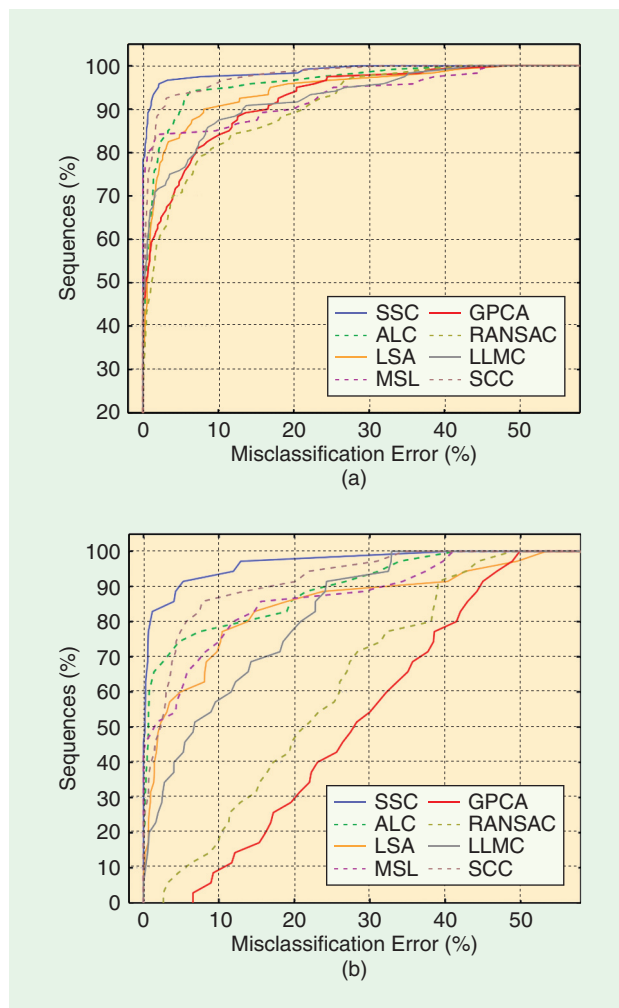 100
90
80
70
60
50
40
30
20
Sequences (%)
SSC GPCA
ALC RANSAC
LSA LLMC
MSL SCC
0 10 20 30 40 50
Misclassification Error (%)
(a)
100
90
80
70
60
50
40
30
20
10
0
Sequences (%)
SSC GPCA
ALC RANSAC
LSA LLMC
MSL SCC
0 10 20 30 40 50
Misclassification Error (%)
(b)